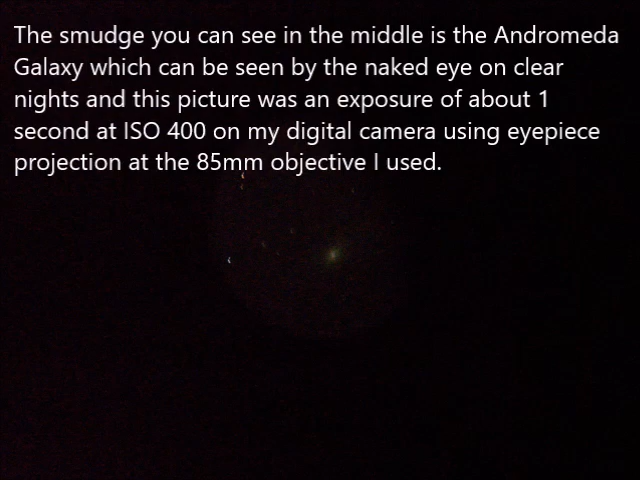 The smudge you can see in the middle is the Andromeda
Galaxy which can be seen by the naked eye on clear
nights and this picture was an exposure of about 1
second at ISO 400 on my digital camera using eyepiece
projection at the 85mm objective I used.